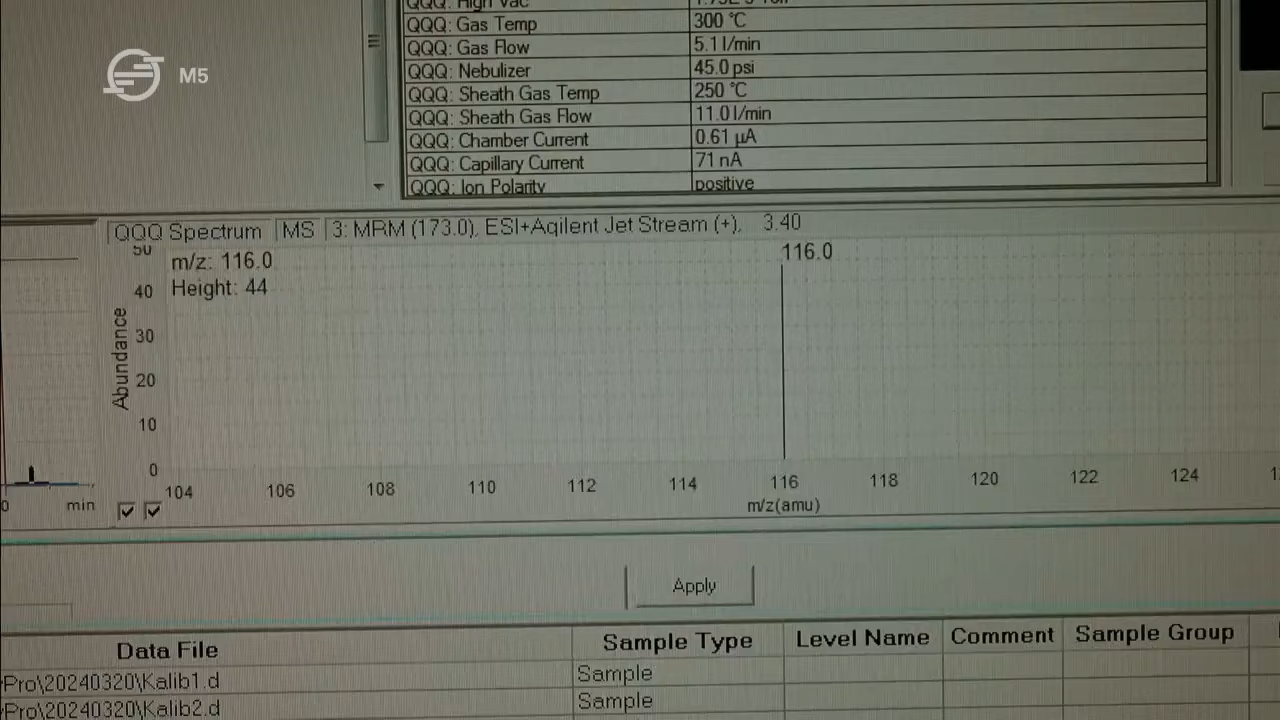 QQQ: High Vac
QQQ: Gas Temp 300 °C
M5
QQQ: Gas Flow 5.1 l/min
QQQ: Nebulizer 45.0 psi
QQQ: Sheath Gas Temp 250 °C
QQQ: Sheath Gas Flow 11.0 l/min
QQQ: Chamber Current 0.61 µA
QQQ: Capillary Current 71 nA
QQQ: Ion Polarity positive
QQQ Spectrum MS 3: MRM (173.0), ESI+Agilent Jet Stream (+), 3.40
50
m/z: 116.0
116.0
Height: 44
40
30
Abundance
20
10
0
104 106 108 110 112 114 116 118 120 122 124
0 min
m/z(amu)
Apply
Data File Sample Type Level Name Comment Sample Group
Pro\20240320\Kalib1.d Sample
Pro\20240320\Kalib2.d Sample